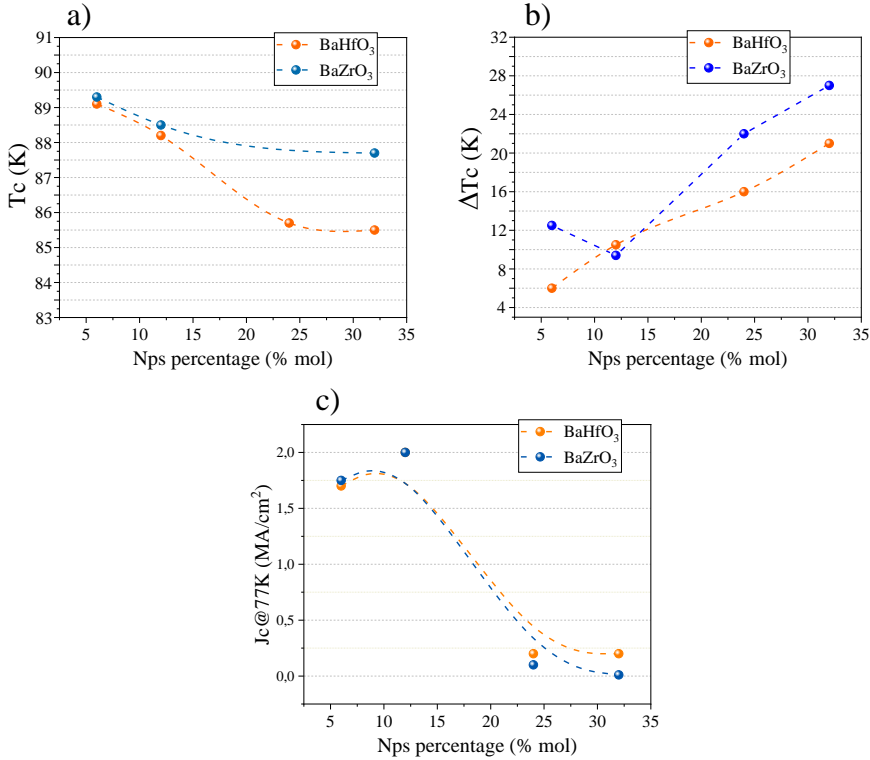 a)
BaHfO₃
BaZrO₃
91
90
89
88
87
86
85
84
83
Tc (K)
5 10 15 20 25 30 35
Nps percentage (% mol)
b)
BaHfO₃
BaZrO₃
32
28
24
20
16
12
8
4
ΔTc (K)
5 10 15 20 25 30 35
Nps percentage (% mol)
c)
BaHfO₃
BaZrO₃
2,0
1,5
1,0
0,5
0,0
Jc@77K (MA/cm²)
5 10 15 20 25 30 35
Nps percentage (% mol)